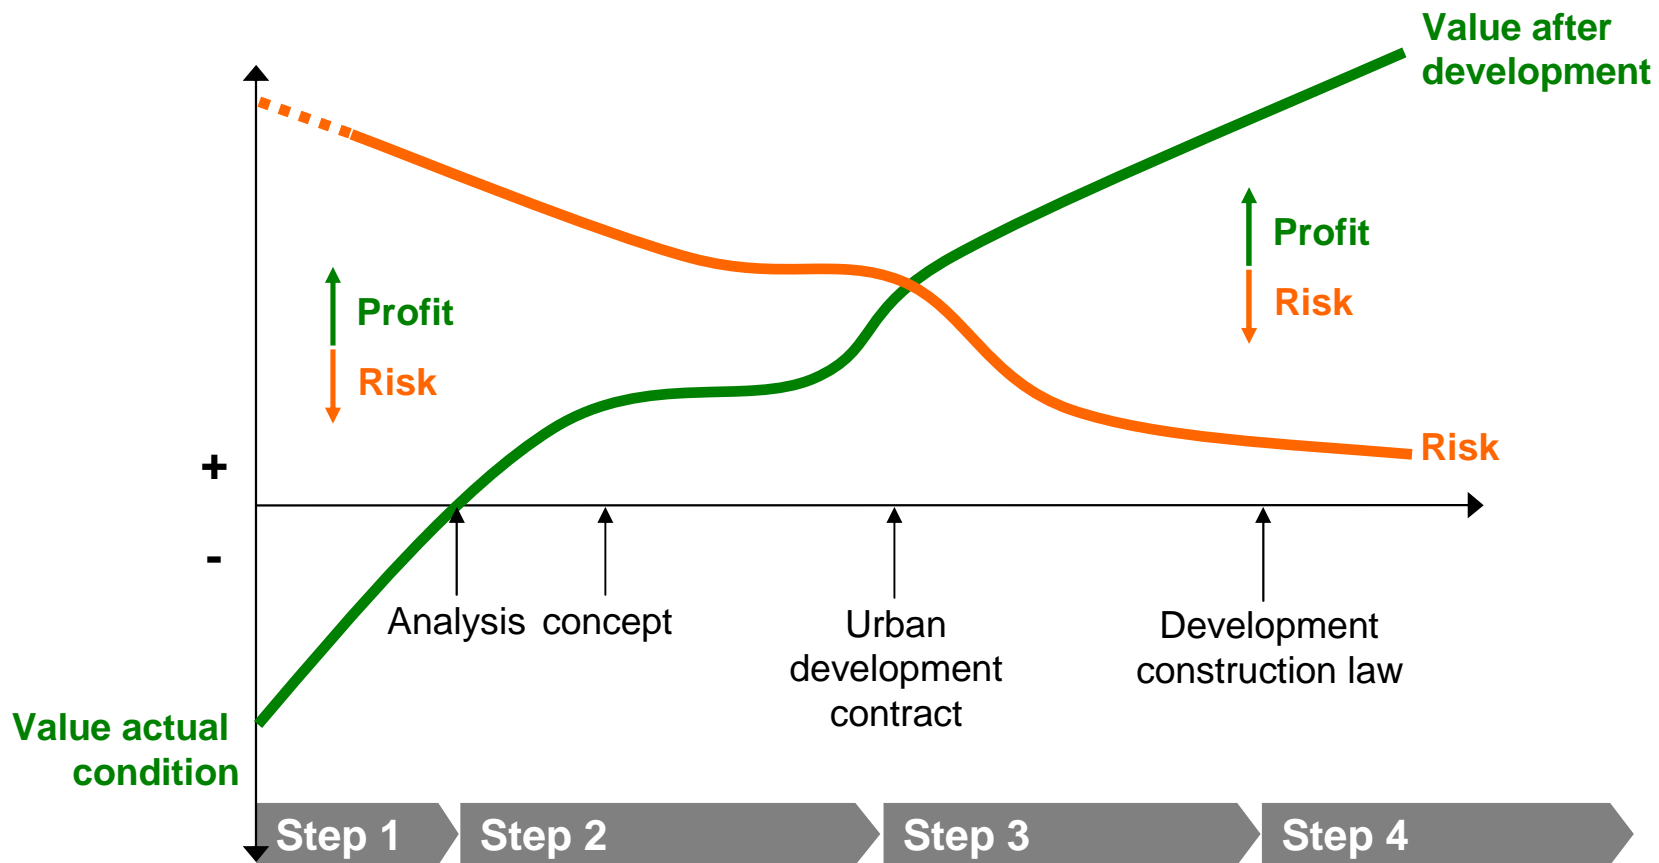 Value after
development
Profit
Risk
Profit
Risk
+
Risk
-
Analysis
concept
Urban
development
contract
Development
construction law
Value actual
condition
Step 1
Step 2
Step 3
Step 4